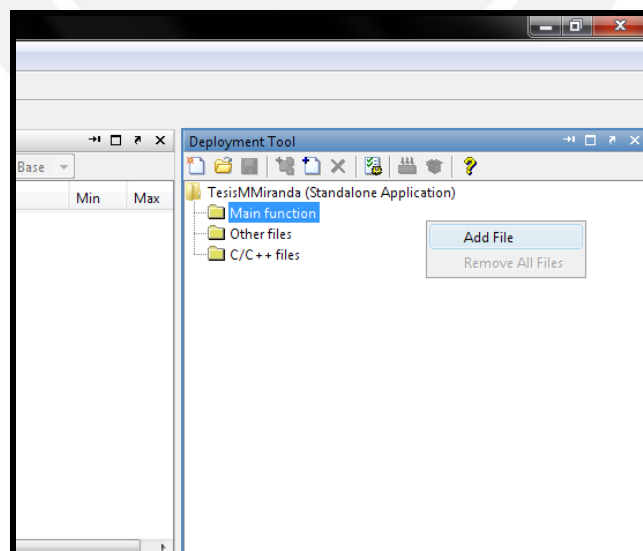 Deployment Tool
Base
Min Max
TesisMMiranda (Standalone Application)
Main function
Other files
C/C++ files
Add File
Remove All Files